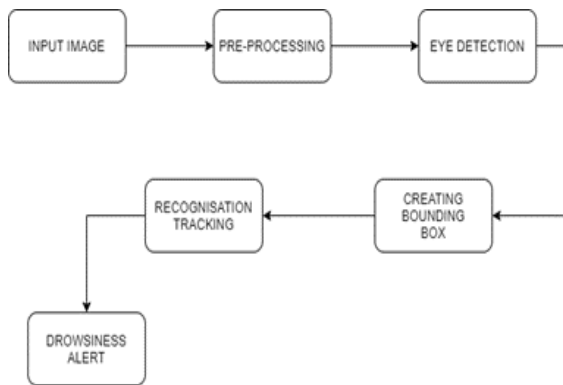 INPUT IMAGE
PRE-PROCESSING
EYE DETECTION
CREATING
BOUNDING
BOX
RECOGNISATION
TRACKING
DROWSINESS
ALERT